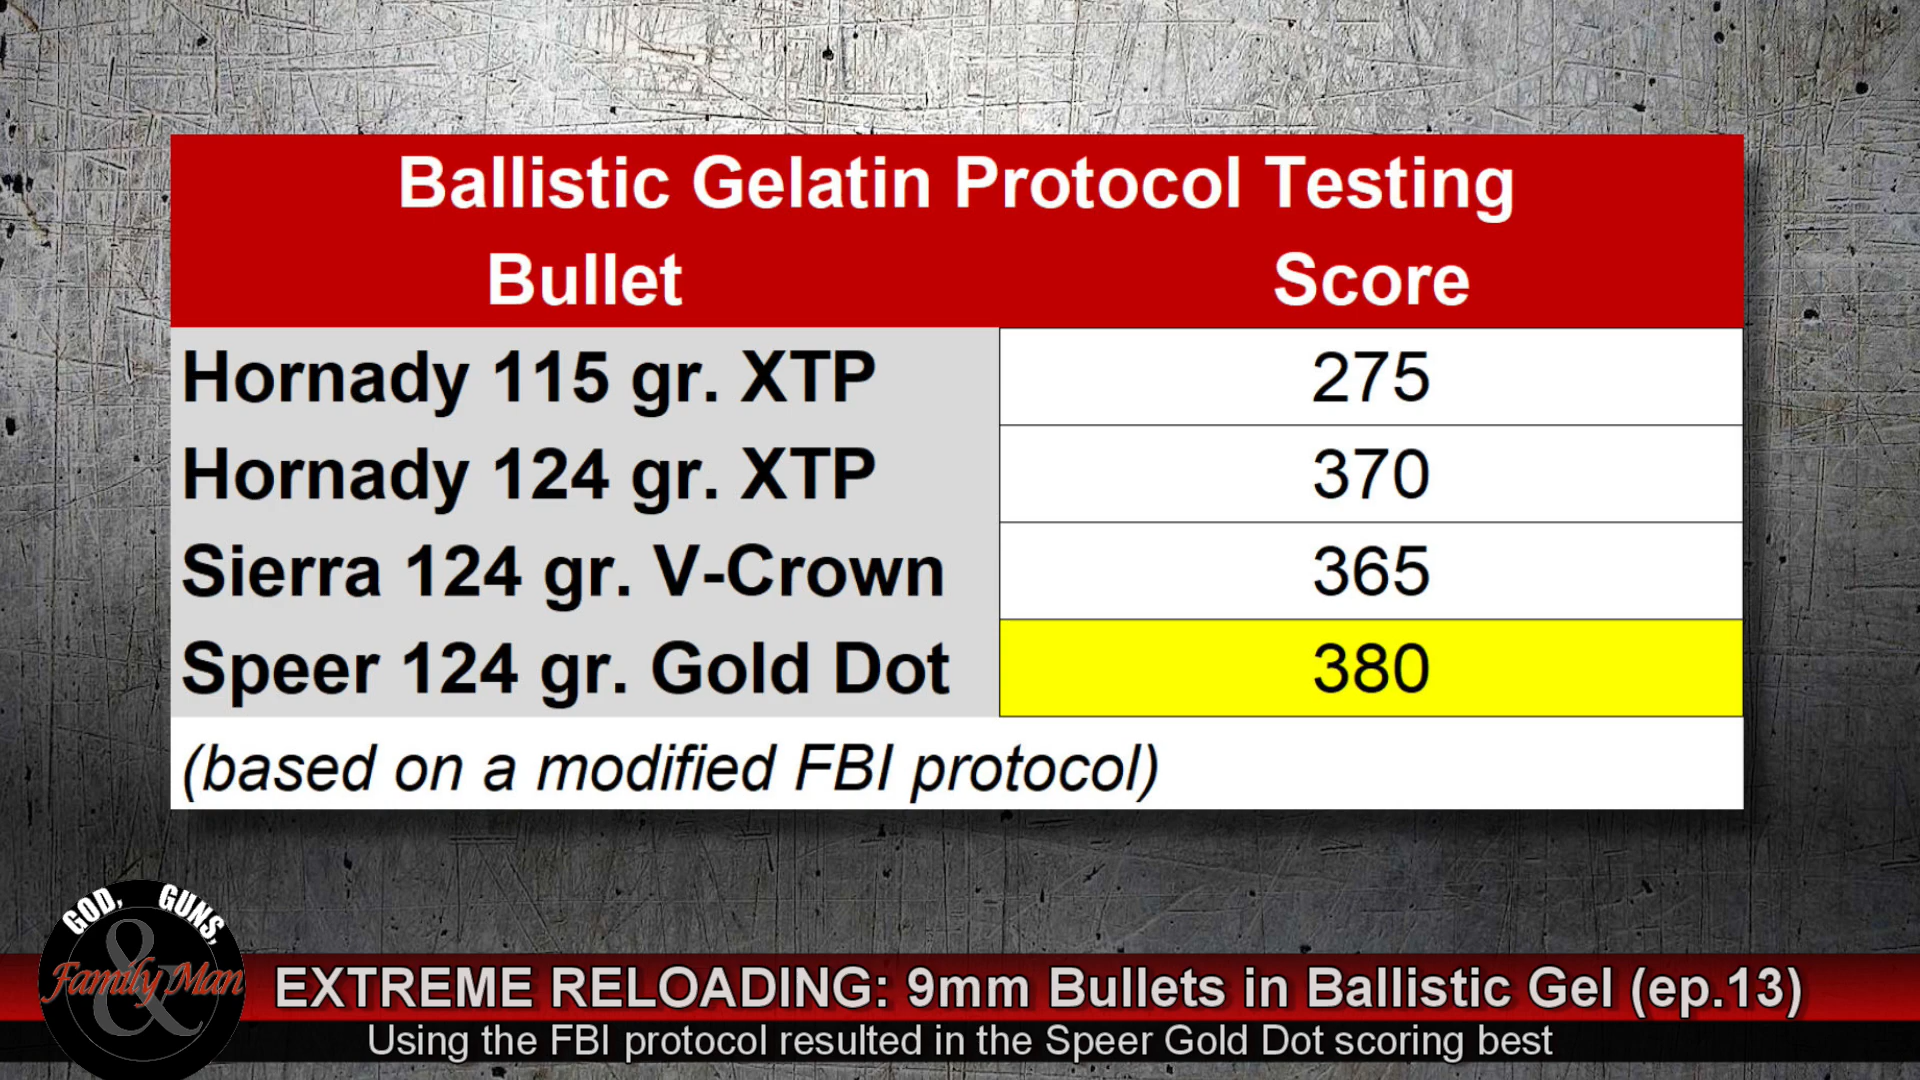 Ballistic Gelatin Protocol Testing
Bullet Score
Hornady 115 gr. XTP 275
Hornady 124 gr. XTP 370
Sierra 124 gr. V-Crown 365
Speer 124 gr. Gold Dot 380
(based on a modified FBI protocol)
GOD, GUNS,
&
Family Man
EXTREME RELOADING: 9mm Bullets in Ballistic Gel (ep.13)
Using the FBI protocol resulted in the Speer Gold Dot scoring best